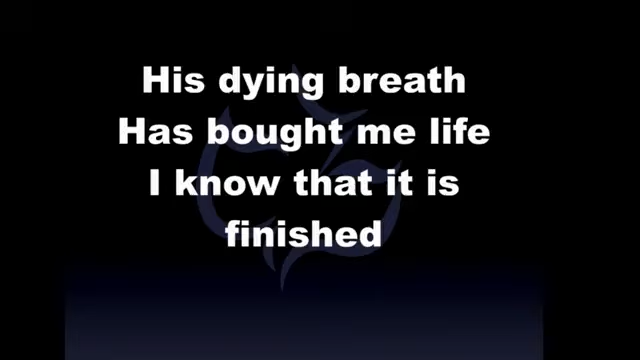 His dying breath
Has bought me life
I know that it is
finished